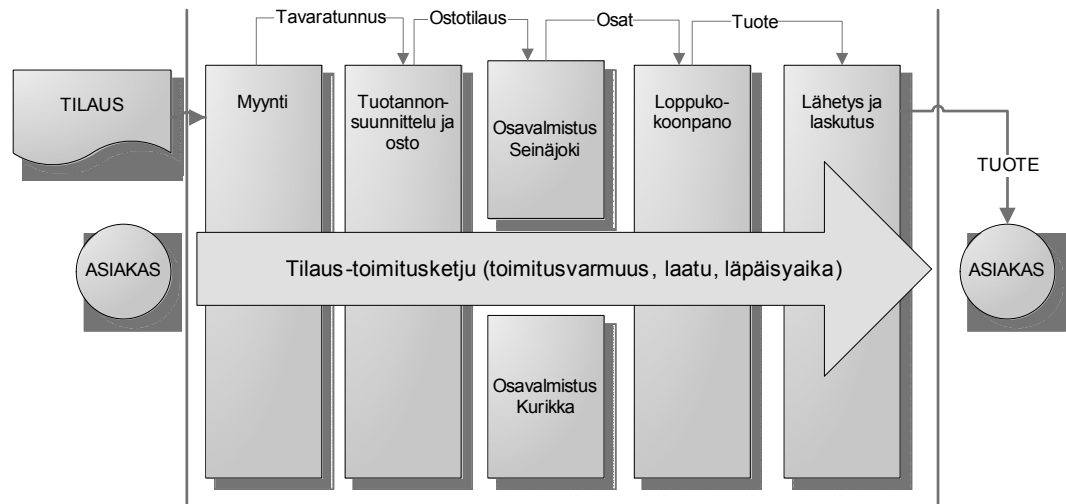 Tavaratunnus
Ostotilaus
Osat
Tuote
TILAUS
Myynti
Tuotannon-
suunnittelu ja
osto
Osavalmistus
Seinäjoki
Loppuko-
koonpano
Lähetys ja
laskutus
TUOTE
ASIAKAS
Tilaus-toimitusketju (toimitusvarmuus, laatu, läpäisyaika)
ASIAKAS
Osavalmistus
Kurikka